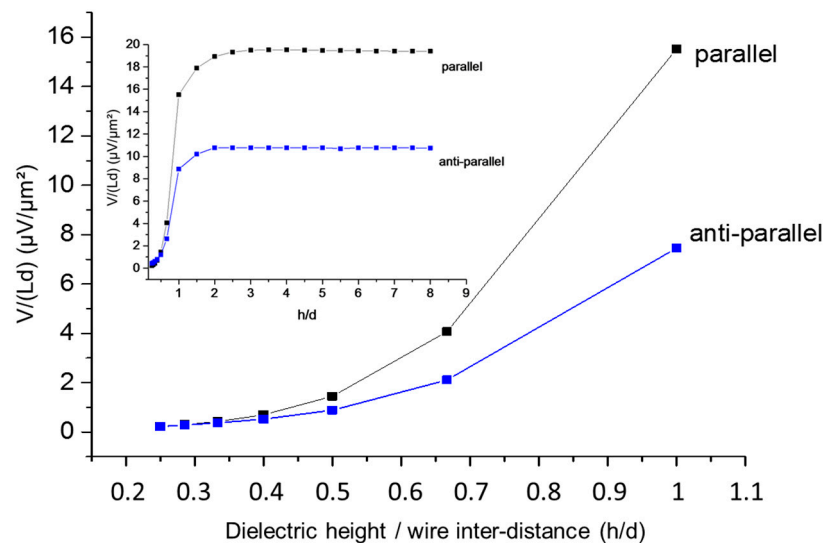 16
14
12
10
8
6
4
2
0
V/(Ld) (µV/µm²)
0.2 0.3 0.4 0.5 0.6 0.7 0.8 0.9 1 1.1
Dielectric height / wire inter-distance (h/d)
parallel
anti-parallel
20
18
16
14
12
10
8
6
4
2
0
V/(Ld) (µV/µm²)
1 2 3 4 5 6 7 8 9
h/d
parallel
anti-parallel